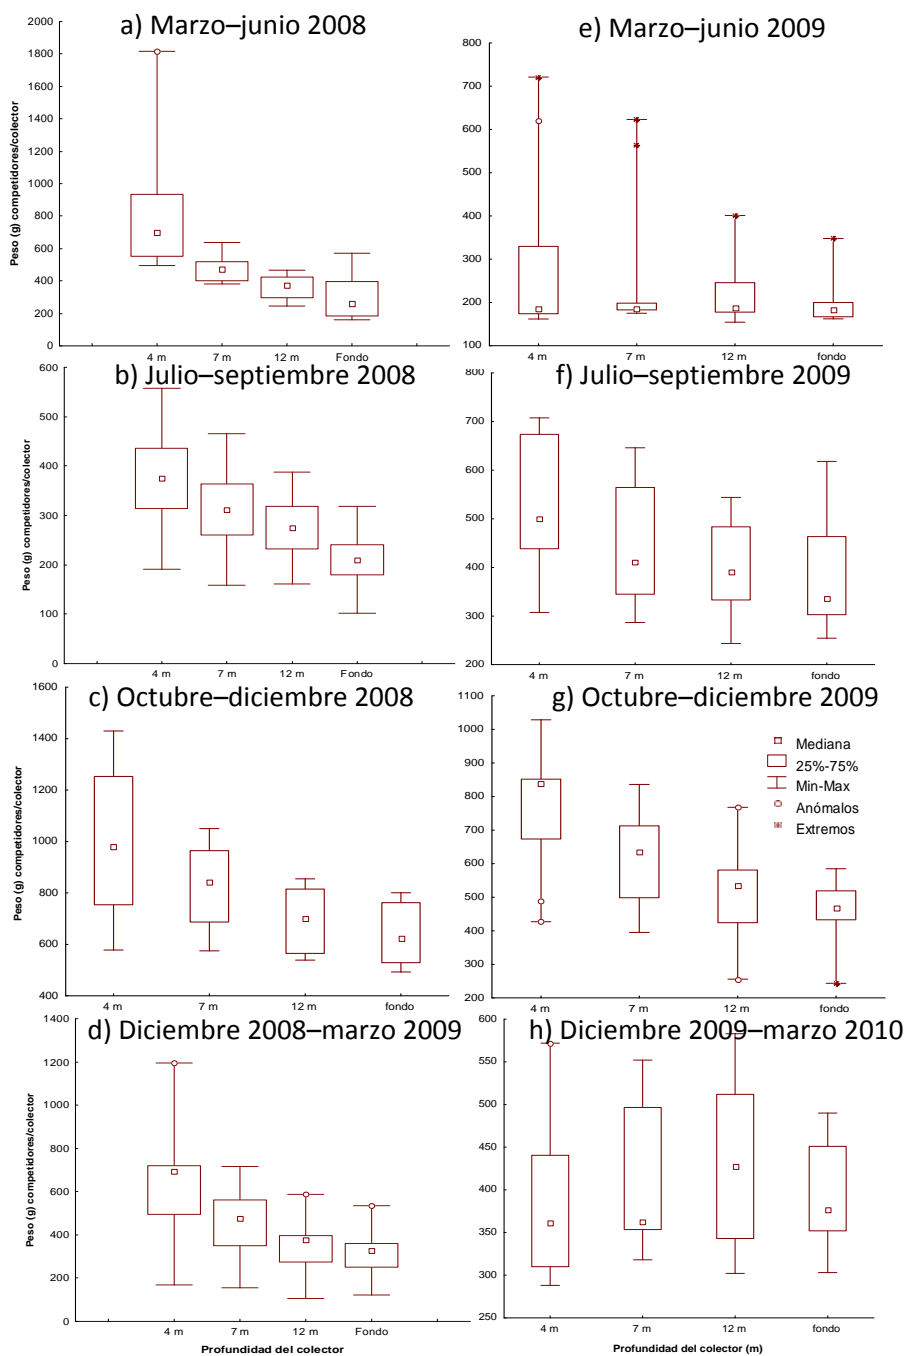 a) Marzo–junio 2008
Peso (g) competidores/colector
2000
1800
1600
1400
1200
1000
800
600
400
200
0
4 m 7 m 12 m Fondo
b) Julio–septiembre 2008
Peso (g) competidores/colector
600
500
400
300
200
100
0
4 m 7 m 12 m Fondo
c) Octubre–diciembre 2008
Peso (g) competidores/colector
1600
1400
1200
1000
800
600
400
4 m 7 m 12 m fondo
d) Diciembre 2008–marzo 2009
Peso (g) competidores/colector
1400
1200
1000
800
600
400
200
0
4 m 7 m 12 m Fondo
Profundidad del colector
e) Marzo–junio 2009
800
700
600
500
400
300
200
100
4 m 7 m 12 m fondo
f) Julio–septiembre 2009
800
700
600
500
400
300
200
4 m 7 m 12 m Fondo
g) Octubre–diciembre 2009
1100
1000
900
800
700
600
500
400
300
200
Mediana
25%-75%
Min-Max
Anómalos
Extremos
4 m 7 m 12 m fondo
h) Diciembre 2009–marzo 2010
600
550
500
450
400
350
300
250
4 m 7 m 12 m fondo
Profundidad del colector (m)